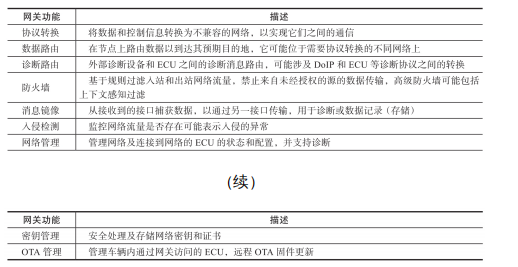 网关功能 描述
协议转换 将数据和控制信息转换为不兼容的网络，以实现它们之间的通信
数据路由 在节点上路由数据以到达其预期目的地，它可能位于需要协议转换的不同网络上
诊断路由 外部诊断设备和 ECU 之间的诊断消息路由，可能涉及 DoIP 和 ECU 等诊断协议之间的转换
防火墙 基于规则过滤入站和出站网络流量，禁止来自未经授权的源的数据传输，高级防火墙可能包括
上下文感知过滤
消息镜像 从接收到的接口捕获数据，以通过另一接口传输，用于诊断或数据记录（存储）
入侵检测 监控网络流量是否存在可能表示入侵的异常
网络管理 管理网络及连接到网络的 ECU 的状态和配置，并支持诊断
（续）
网关功能 描述
密钥管理 安全处理及存储网络密钥和证书
OTA 管理 管理车辆内通过网关访问的 ECU，远程 OTA 固件更新